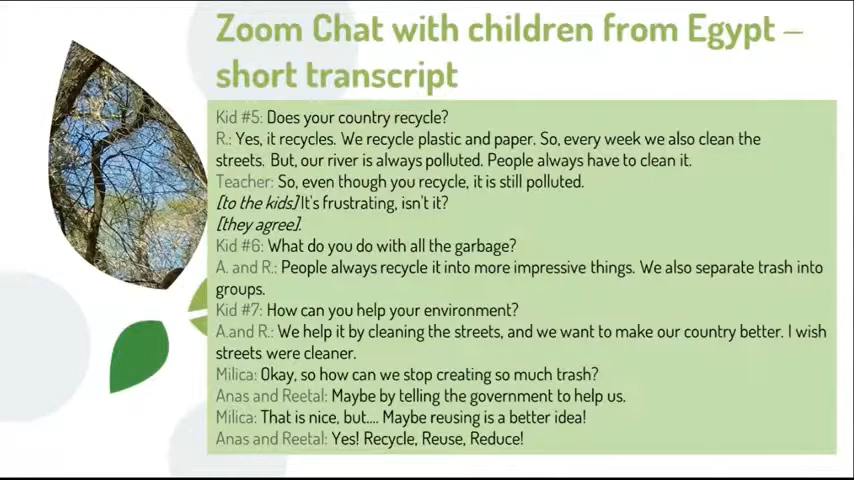 Zoom Chat with children from Egypt –
short transcript
Kid #5: Does your country recycle?
R.: Yes, it recycles. We recycle plastic and paper. So, every week we also clean the
streets. But, our river is always polluted. People always have to clean it.
Teacher: So, even though you recycle, it is still polluted.
[to the kids] It's frustrating, isn't it?
[they agree].
Kid #6: What do you do with all the garbage?
A. and R.: People always recycle it into more impressive things. We also separate trash into
groups.
Kid #7: How can you help your environment?
A.and R.: We help it by cleaning the streets, and we want to make our country better. I wish
streets were cleaner.
Milica: Okay, so how can we stop creating so much trash?
Anas and Reetal: Maybe by telling the government to help us.
Milica: That is nice, but.... Maybe reusing is a better idea!
Anas and Reetal: Yes! Recycle, Reuse, Reduce!